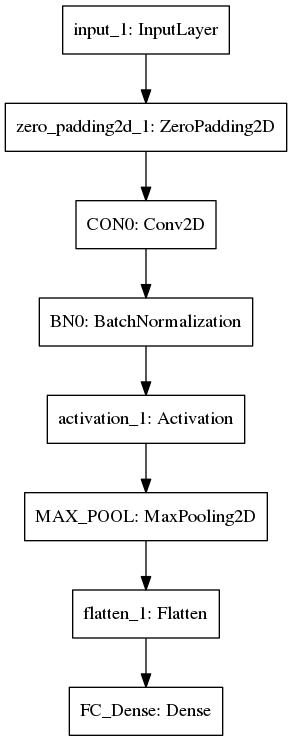 input_1: InputLayer
zero_padding2d_1: ZeroPadding2D
CON0: Conv2D
BN0: BatchNormalization
activation_1: Activation
MAX_POOL: MaxPooling2D
flatten_1: Flatten
FC_Dense: Dense